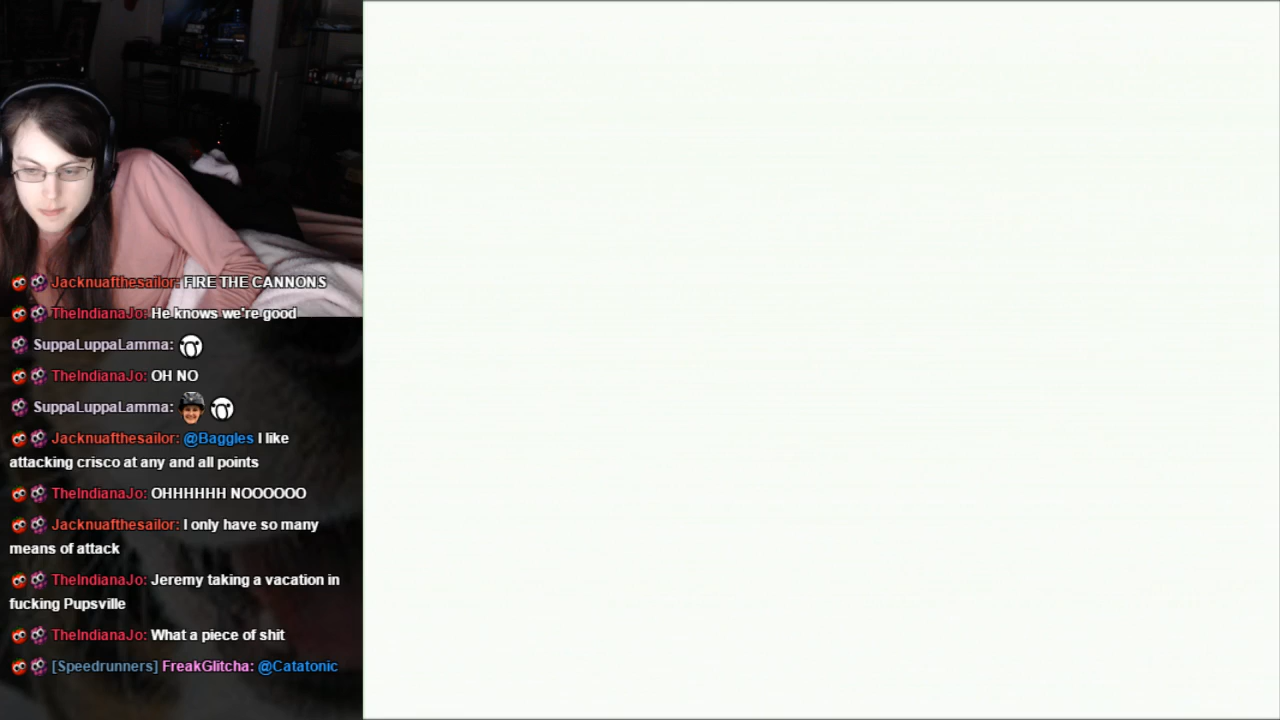 Jacknuafthesailor: FIRE THE CANNONS
TheIndianaJo: He knows we're good
SuppaLuppaLamma:
TheIndianaJo: OH NO
SuppaLuppaLamma:
Jacknuafthesailor: @Baggles I like
attacking crisco at any and all points
TheIndianaJo: OHHHHHH NOOOOOO
Jacknuafthesailor: I only have so many
means of attack
TheIndianaJo: Jeremy taking a vacation in
fucking Pupsville
TheIndianaJo: What a piece of shit
[Speedrunners] FreakGlitcha: @Catatonic